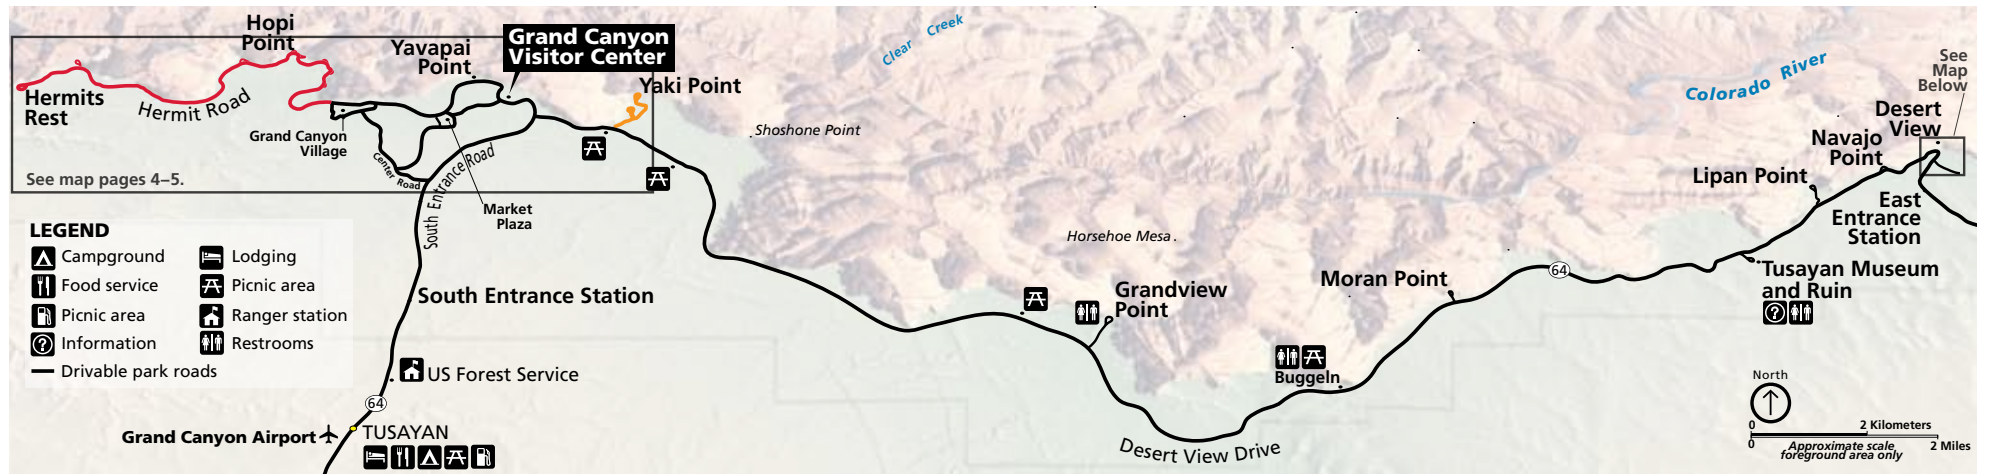 Hopi
Point
Yavapai
Point
Grand Canyon
Visitor Center
Yaki Point
Clear Creek
Colorado River
See
Map
Below
Hermits
Rest
Hermit Road
Grand Canyon
Village
Center Road
South Entrance Road
Market
Plaza
See map pages 4–5.
Shoshone Point
Horsehoe Mesa
Desert
View
Navajo
Point
Lipan Point
East
Entrance
Station
LEGEND
Campground
Food service
Picnic area
Information
Drivable park roads
Lodging
Picnic area
Ranger station
Restrooms
South Entrance Station
US Forest Service
64
Grand Canyon Airport
TUSAYAN
Grandview
Point
Moran Point
64
Tusayan Museum
and Ruin
Buggeln
Desert View Drive
North
0 2 Kilometers
0 2 Miles
Approximate scale
foreground area only